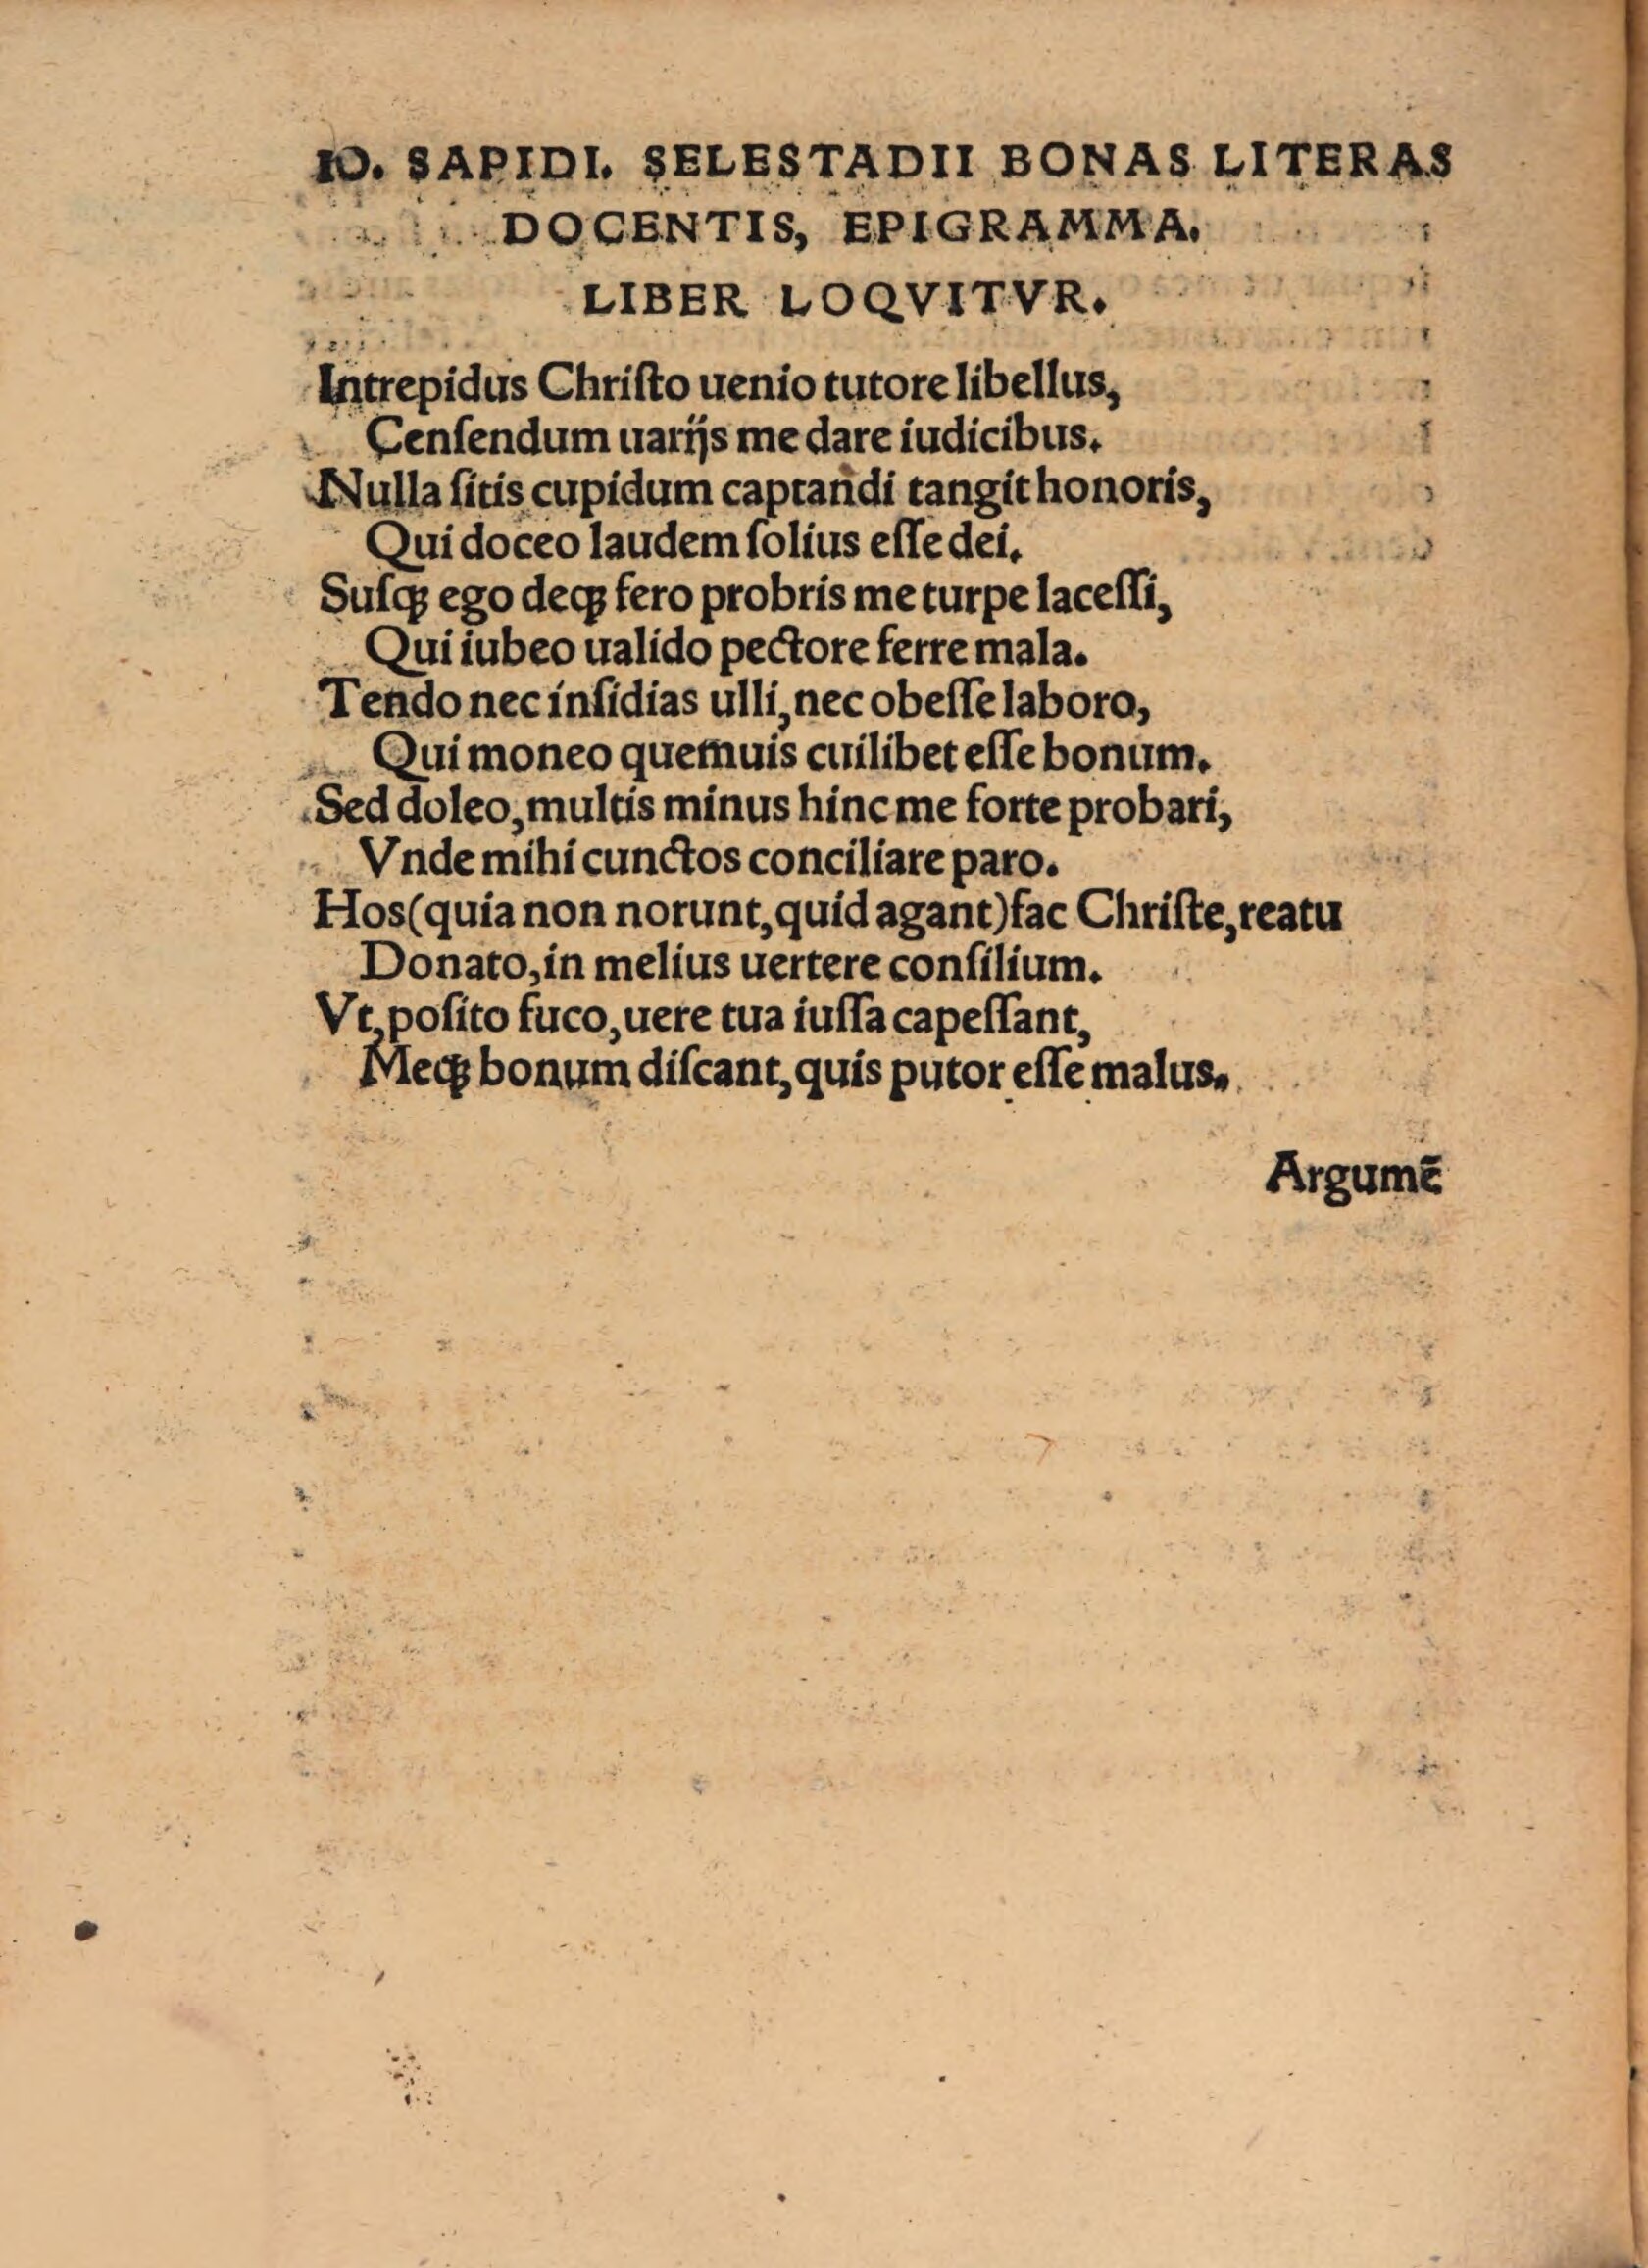 IO. SAPIDI. SELESTADII BONAS LITERAS
DOCENTIS, EPIGRAMMA.
LIBER LOQVITVR.
Intrepidus Chriſto uenio tutore libellus,
Cenſendum uarijs me dare iudicibus.
Nulla ſitis cupidum captandi tangit honoris,
Qui doceo laudem ſolius eſſe dei.
Suſqꝫ ego deqꝫ fero probris me turpe laceſſi,
Qui iubeo ualido pectore ferre mala.
Tendo nec inſidias ulli, nec obeſſe laboro,
Qui moneo quemuis cuilibet eſſe bonum.
Sed doleo, multis minus hinc me forte probari,
Vnde mihi cunctos conciliare paro.
Hos (quia non norunt, quid agant) fac Chriſte, reatu
Donato, in melius uertere conſilium.
Vt, poſito fuco, uere tua iuſſa capeſſant,
Meqꝫ bonum diſcant, quis putor eſſe malus.
Argumē